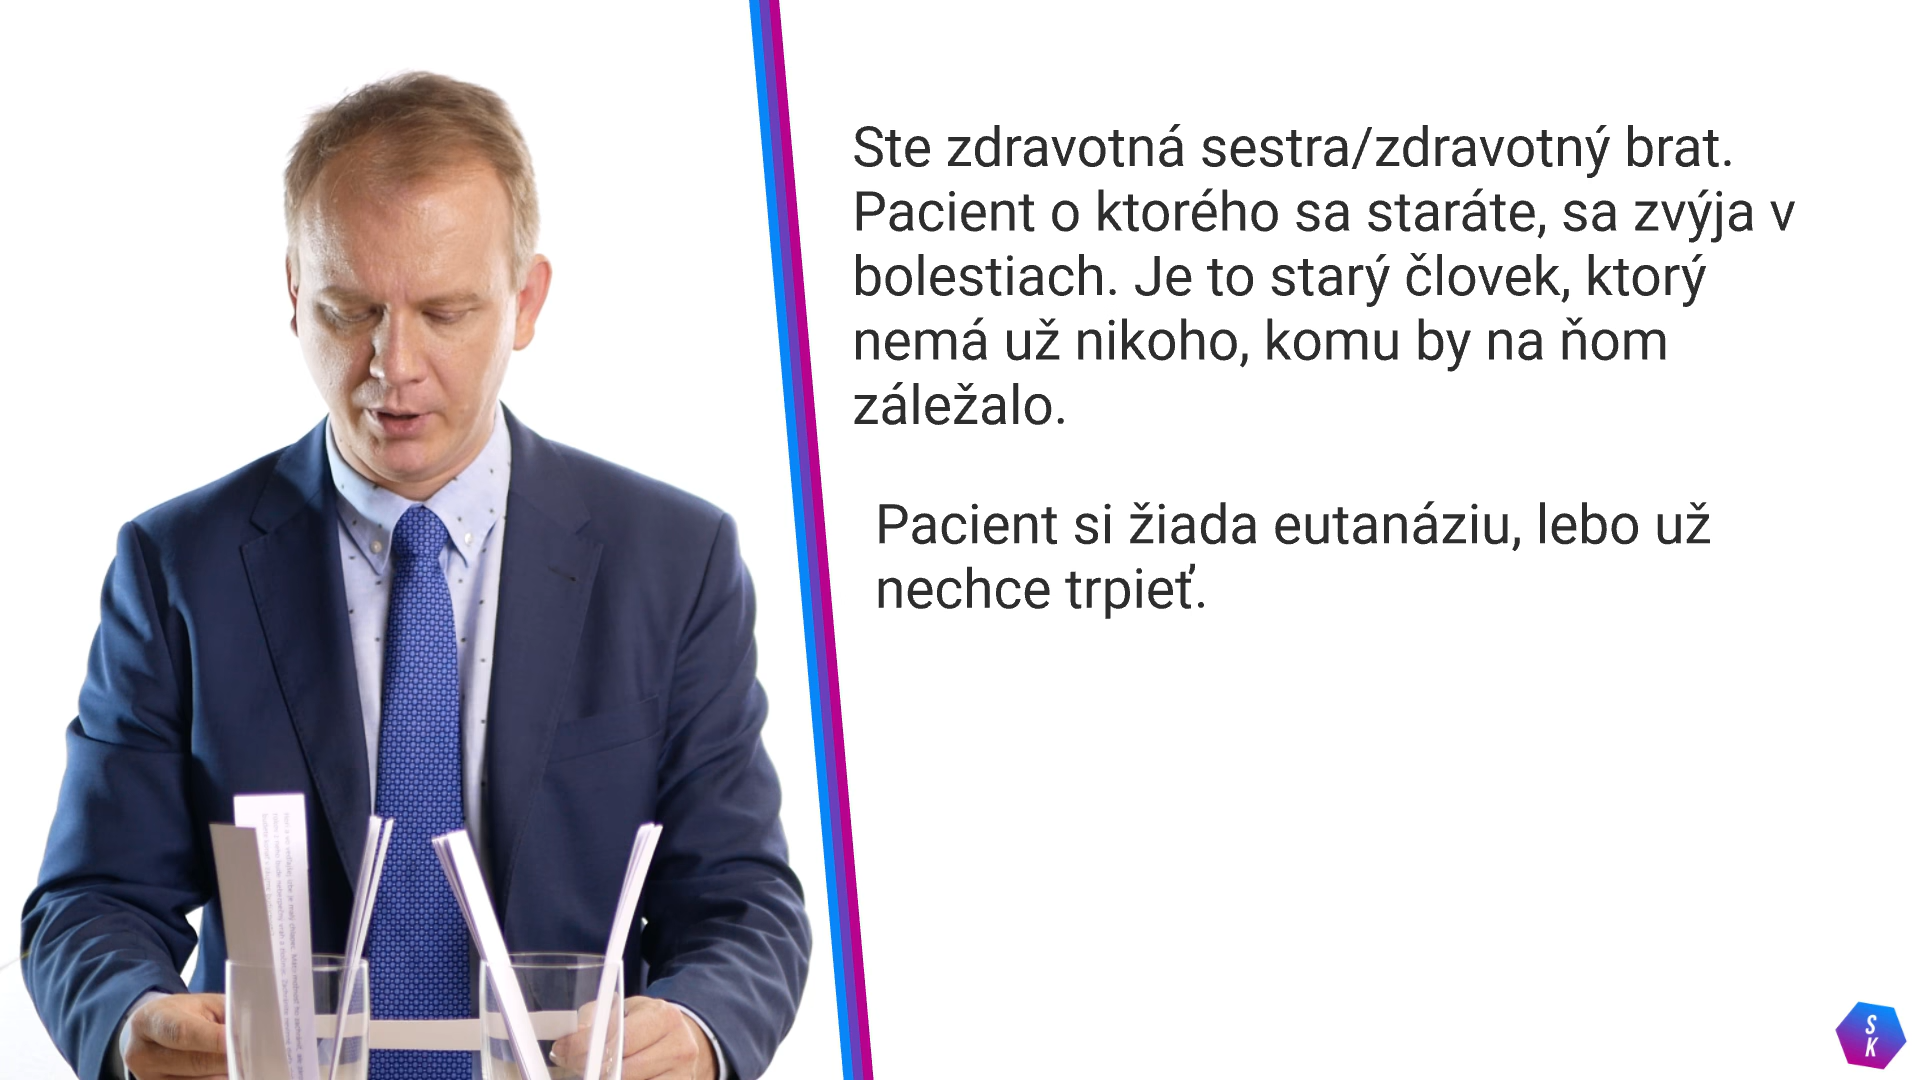 Ste zdravotná sestra/zdravotný brat.
Pacient o ktorého sa staráte, sa zvýja v
bolestiach. Je to starý človek, ktorý
nemá už nikoho, komu by na ňom
záležalo.
Pacient si žiada eutanáziu, lebo už
nechce trpieť.
S
K